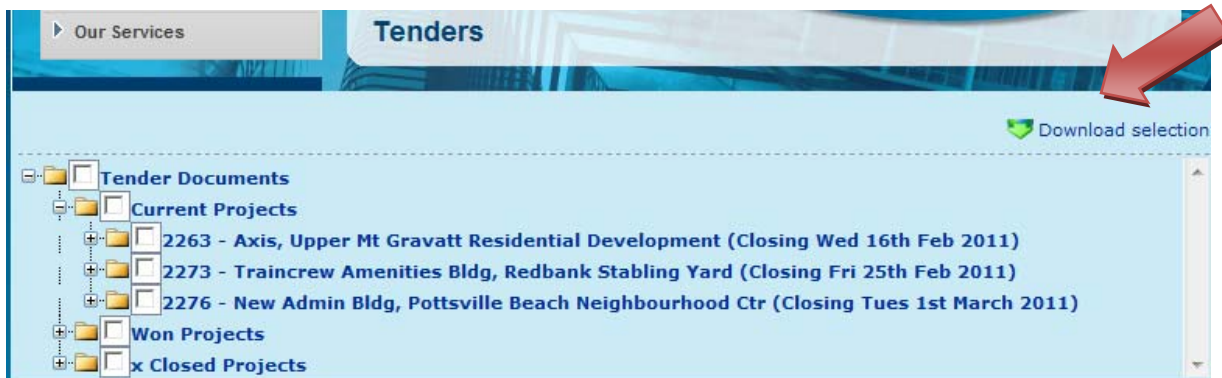 Our Services
Tenders
Download selection
Tender Documents
Current Projects
2263 - Axis, Upper Mt Gravatt Residential Development (Closing Wed 16th Feb 2011)
2273 - Traincrew Amenities Bldg, Redbank Stabling Yard (Closing Fri 25th Feb 2011)
2276 - New Admin Bldg, Pottsville Beach Neighbourhood Ctr (Closing Tues 1st March 2011)
Won Projects
x Closed Projects